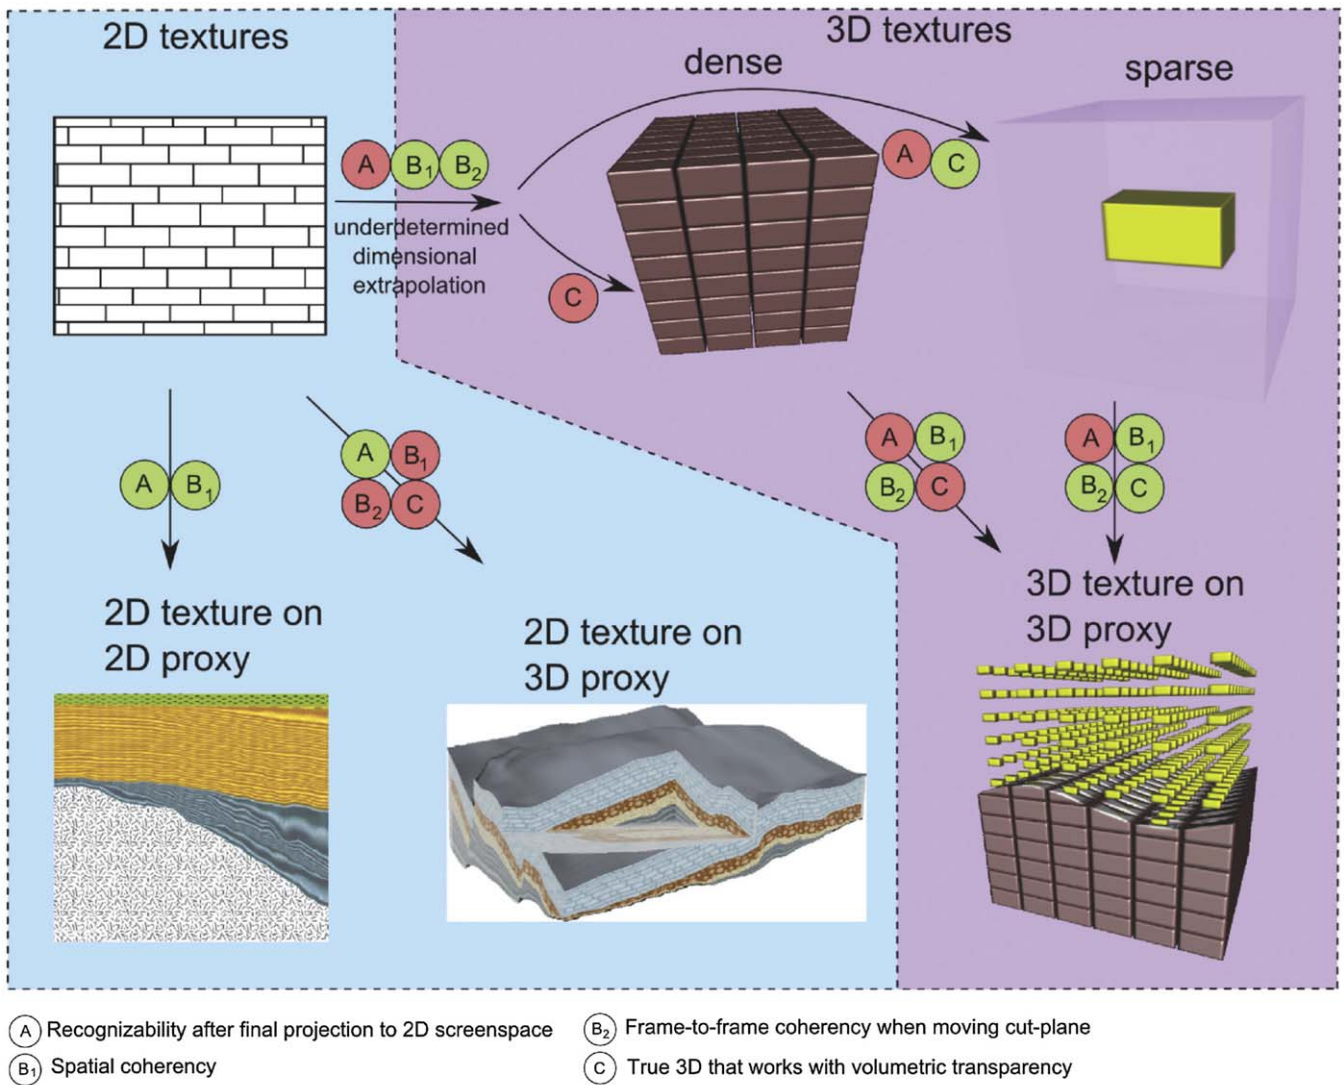 2D textures
3D textures
dense
sparse
A B1 B2
underdetermined
dimensional
extrapolation
A C
C
A B1
A B1
B2 C
A B1
B2 C
A B1
B2 C
2D texture on
2D proxy
2D texture on
3D proxy
3D texture on
3D proxy
A Recognizability after final projection to 2D screenspace
B1 Spatial coherency
B2 Frame-to-frame coherency when moving cut-plane
C True 3D that works with volumetric transparency